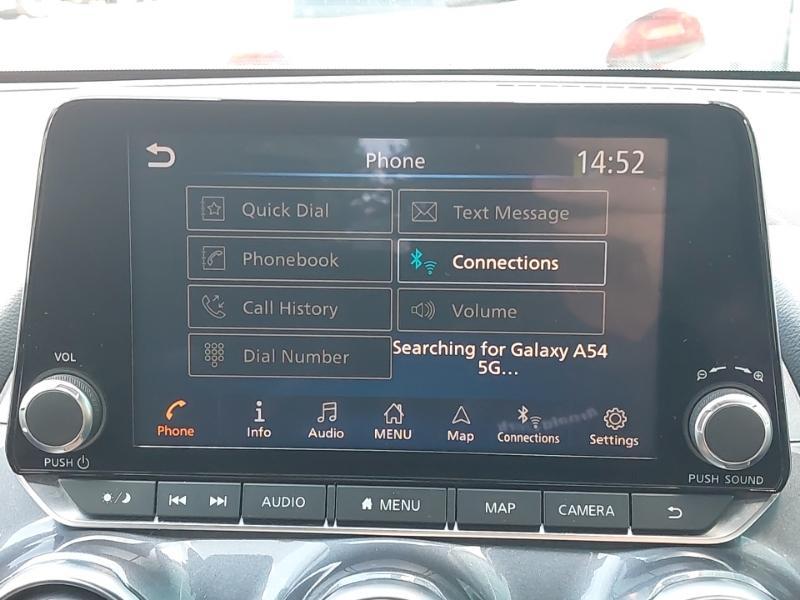 Phone
14:52
Quick Dial
Text Message
Phonebook
Connections
Call History
Volume
Dial Number
Searching for Galaxy A54
5G...
Phone
Info
Audio
MENU
Map
Connections
Settings
VOL
PUSH
PUSH SOUND
AUDIO
MENU
MAP
CAMERA